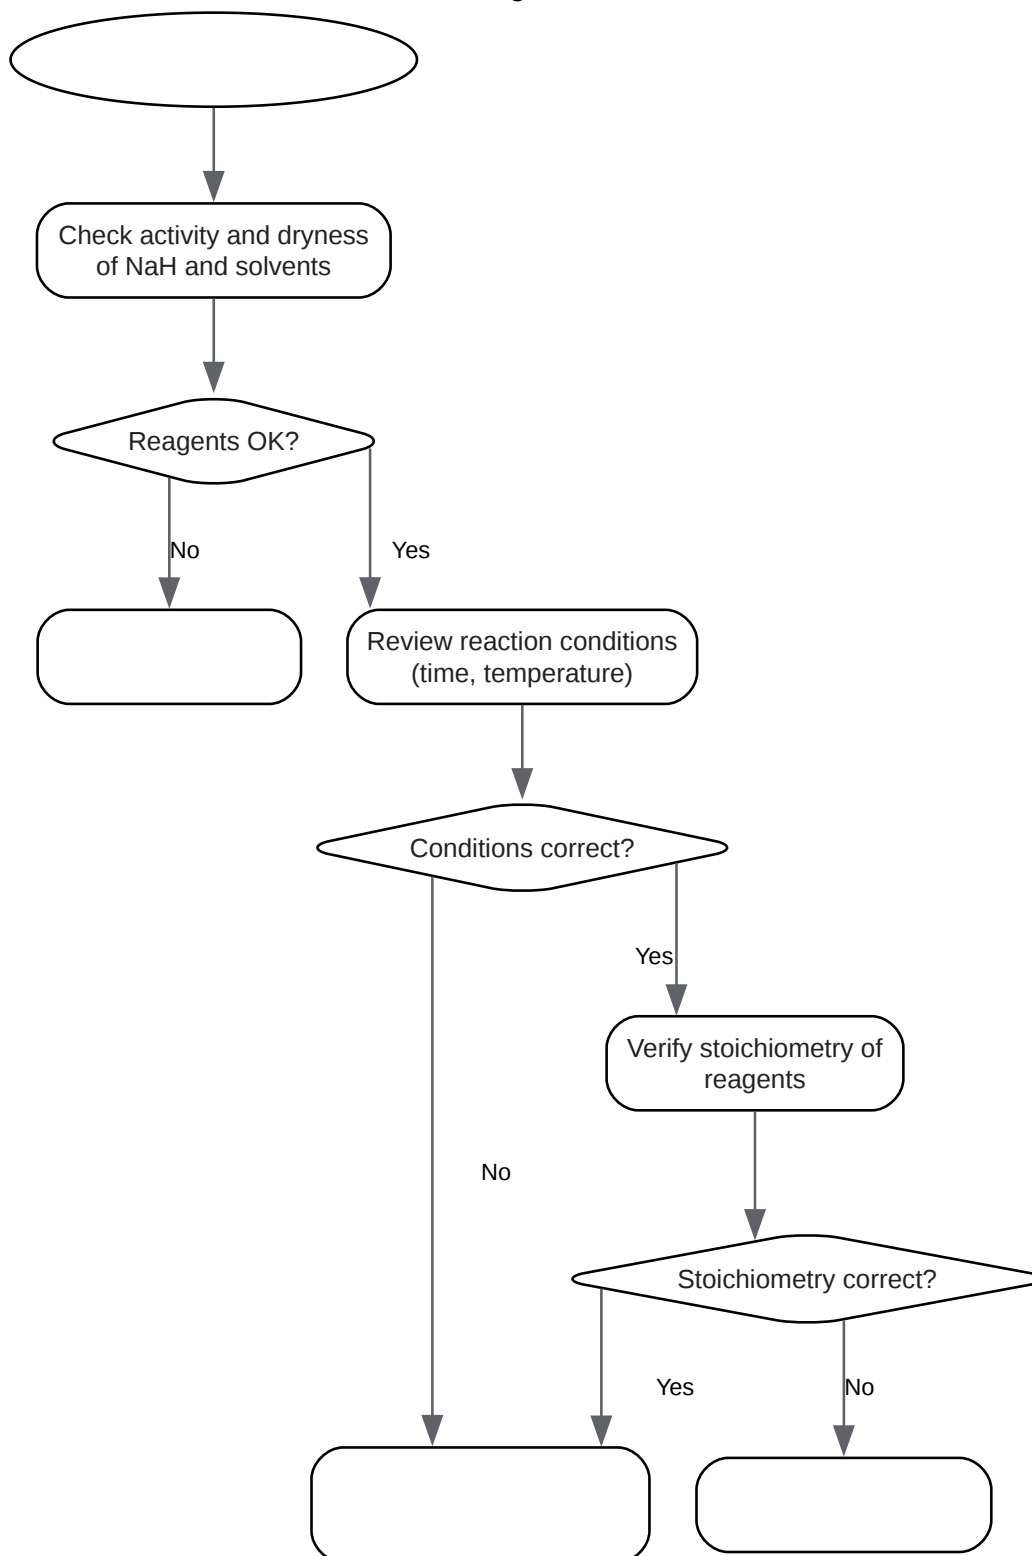 Check activity and dryness
of NaH and solvents
Reagents OK?
No
Yes
Review reaction conditions
(time, temperature)
Conditions correct?
Yes
Verify stoichiometry of
reagents
No
Stoichiometry correct?
Yes
No